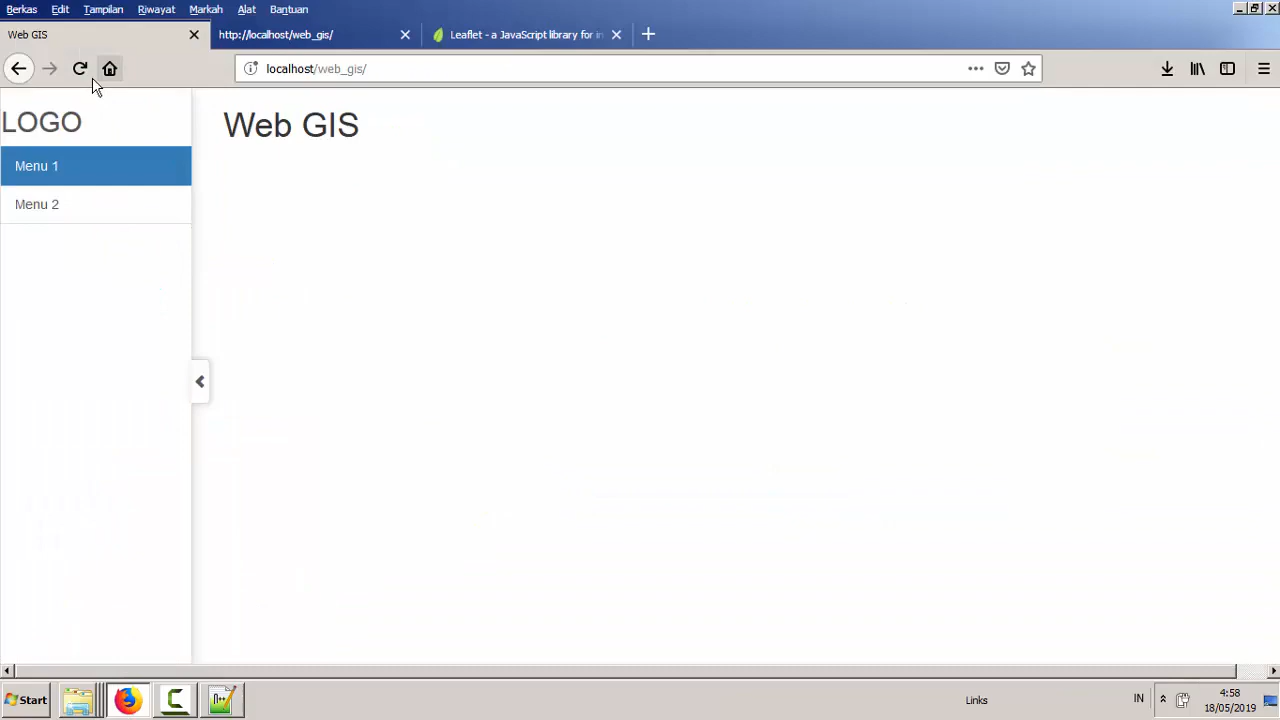 Berkas Edit Tampilan Riwayat Markah Alat Bantuan
Web GIS http://localhost/web_gis/ Leaflet - a JavaScript library for in
localhost/web_gis/
LOGO
Web GIS
Menu 1
Menu 2
Start Links IN 4:58
18/05/2019